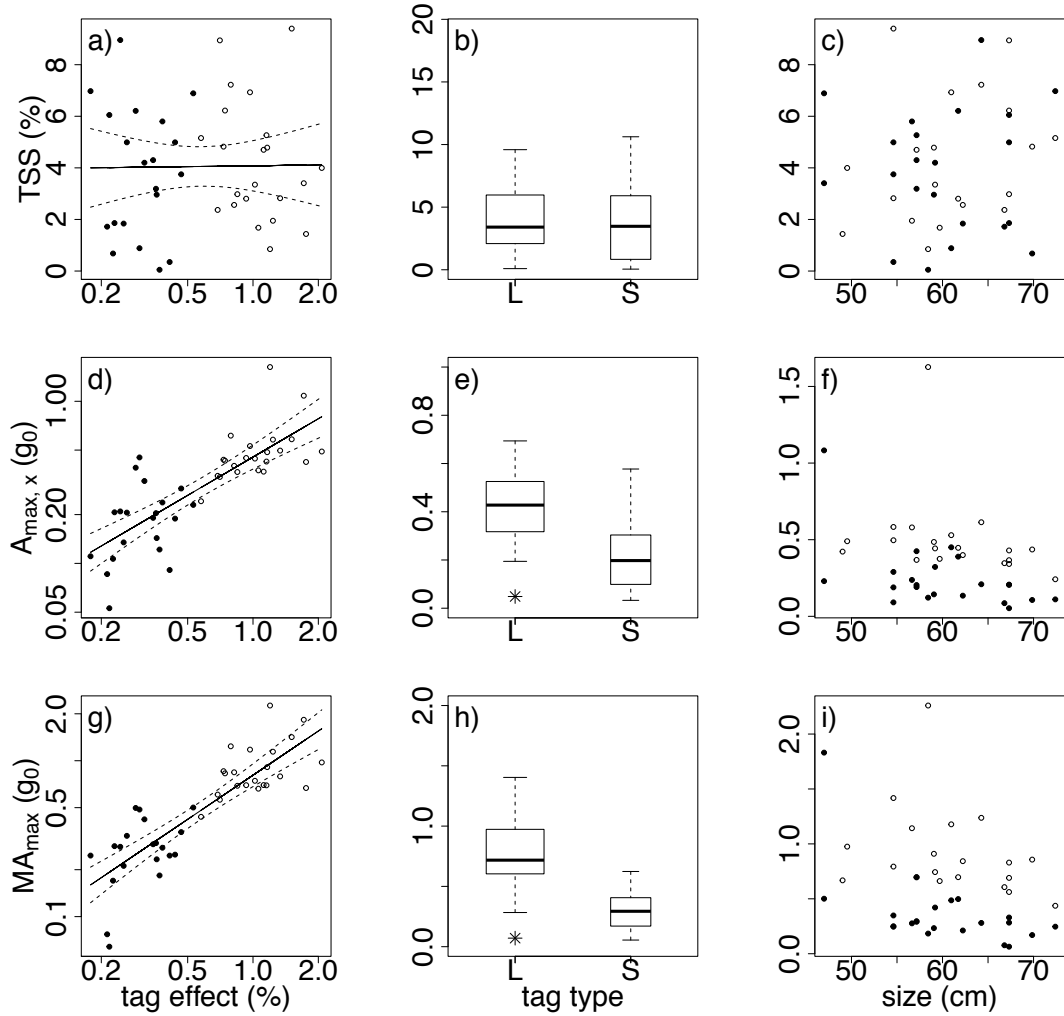 a)
TSS (%)
0 2 4 6 8
0.2 0.5 1.0 2.0
b)
0 5 10 15 20
L S
c)
0 2 4 6 8
50 60 70
d)
Amax, x (g0)
0.05 0.20 1.00
0.2 0.5 1.0 2.0
e)
0.0 0.4 0.8
L S
f)
0.0 0.5 1.0 1.5
50 60 70
g)
MAmax (g0)
0.1 0.5 2.0
0.2 0.5 1.0 2.0
tag effect (%)
h)
0.0 1.0 2.0
L S
tag type
i)
0.0 1.0 2.0
50 60 70
size (cm)